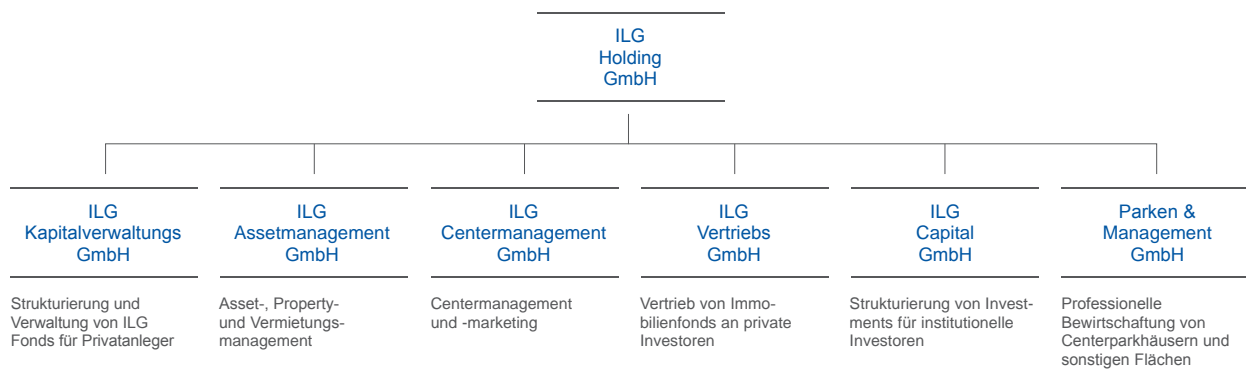 ILG
Holding
GmbH
ILG
Kapitalverwaltungs
GmbH
ILG
Assetmanagement
GmbH
ILG
Centermanagement
GmbH
ILG
Vertriebs
GmbH
ILG
Capital
GmbH
Parken &
Management
GmbH
Strukturierung und
Verwaltung von ILG
Fonds für Privatanleger
Asset-, Property-
und Vermietungs-
management
Centermanagement
und -marketing
Vertrieb von Immo-
bilienfonds an private
Investoren
Strukturierung von Invest-
ments für institutionelle
Investoren
Professionelle
Bewirtschaftung von
Centerparkhäusern und
sonstigen Flächen